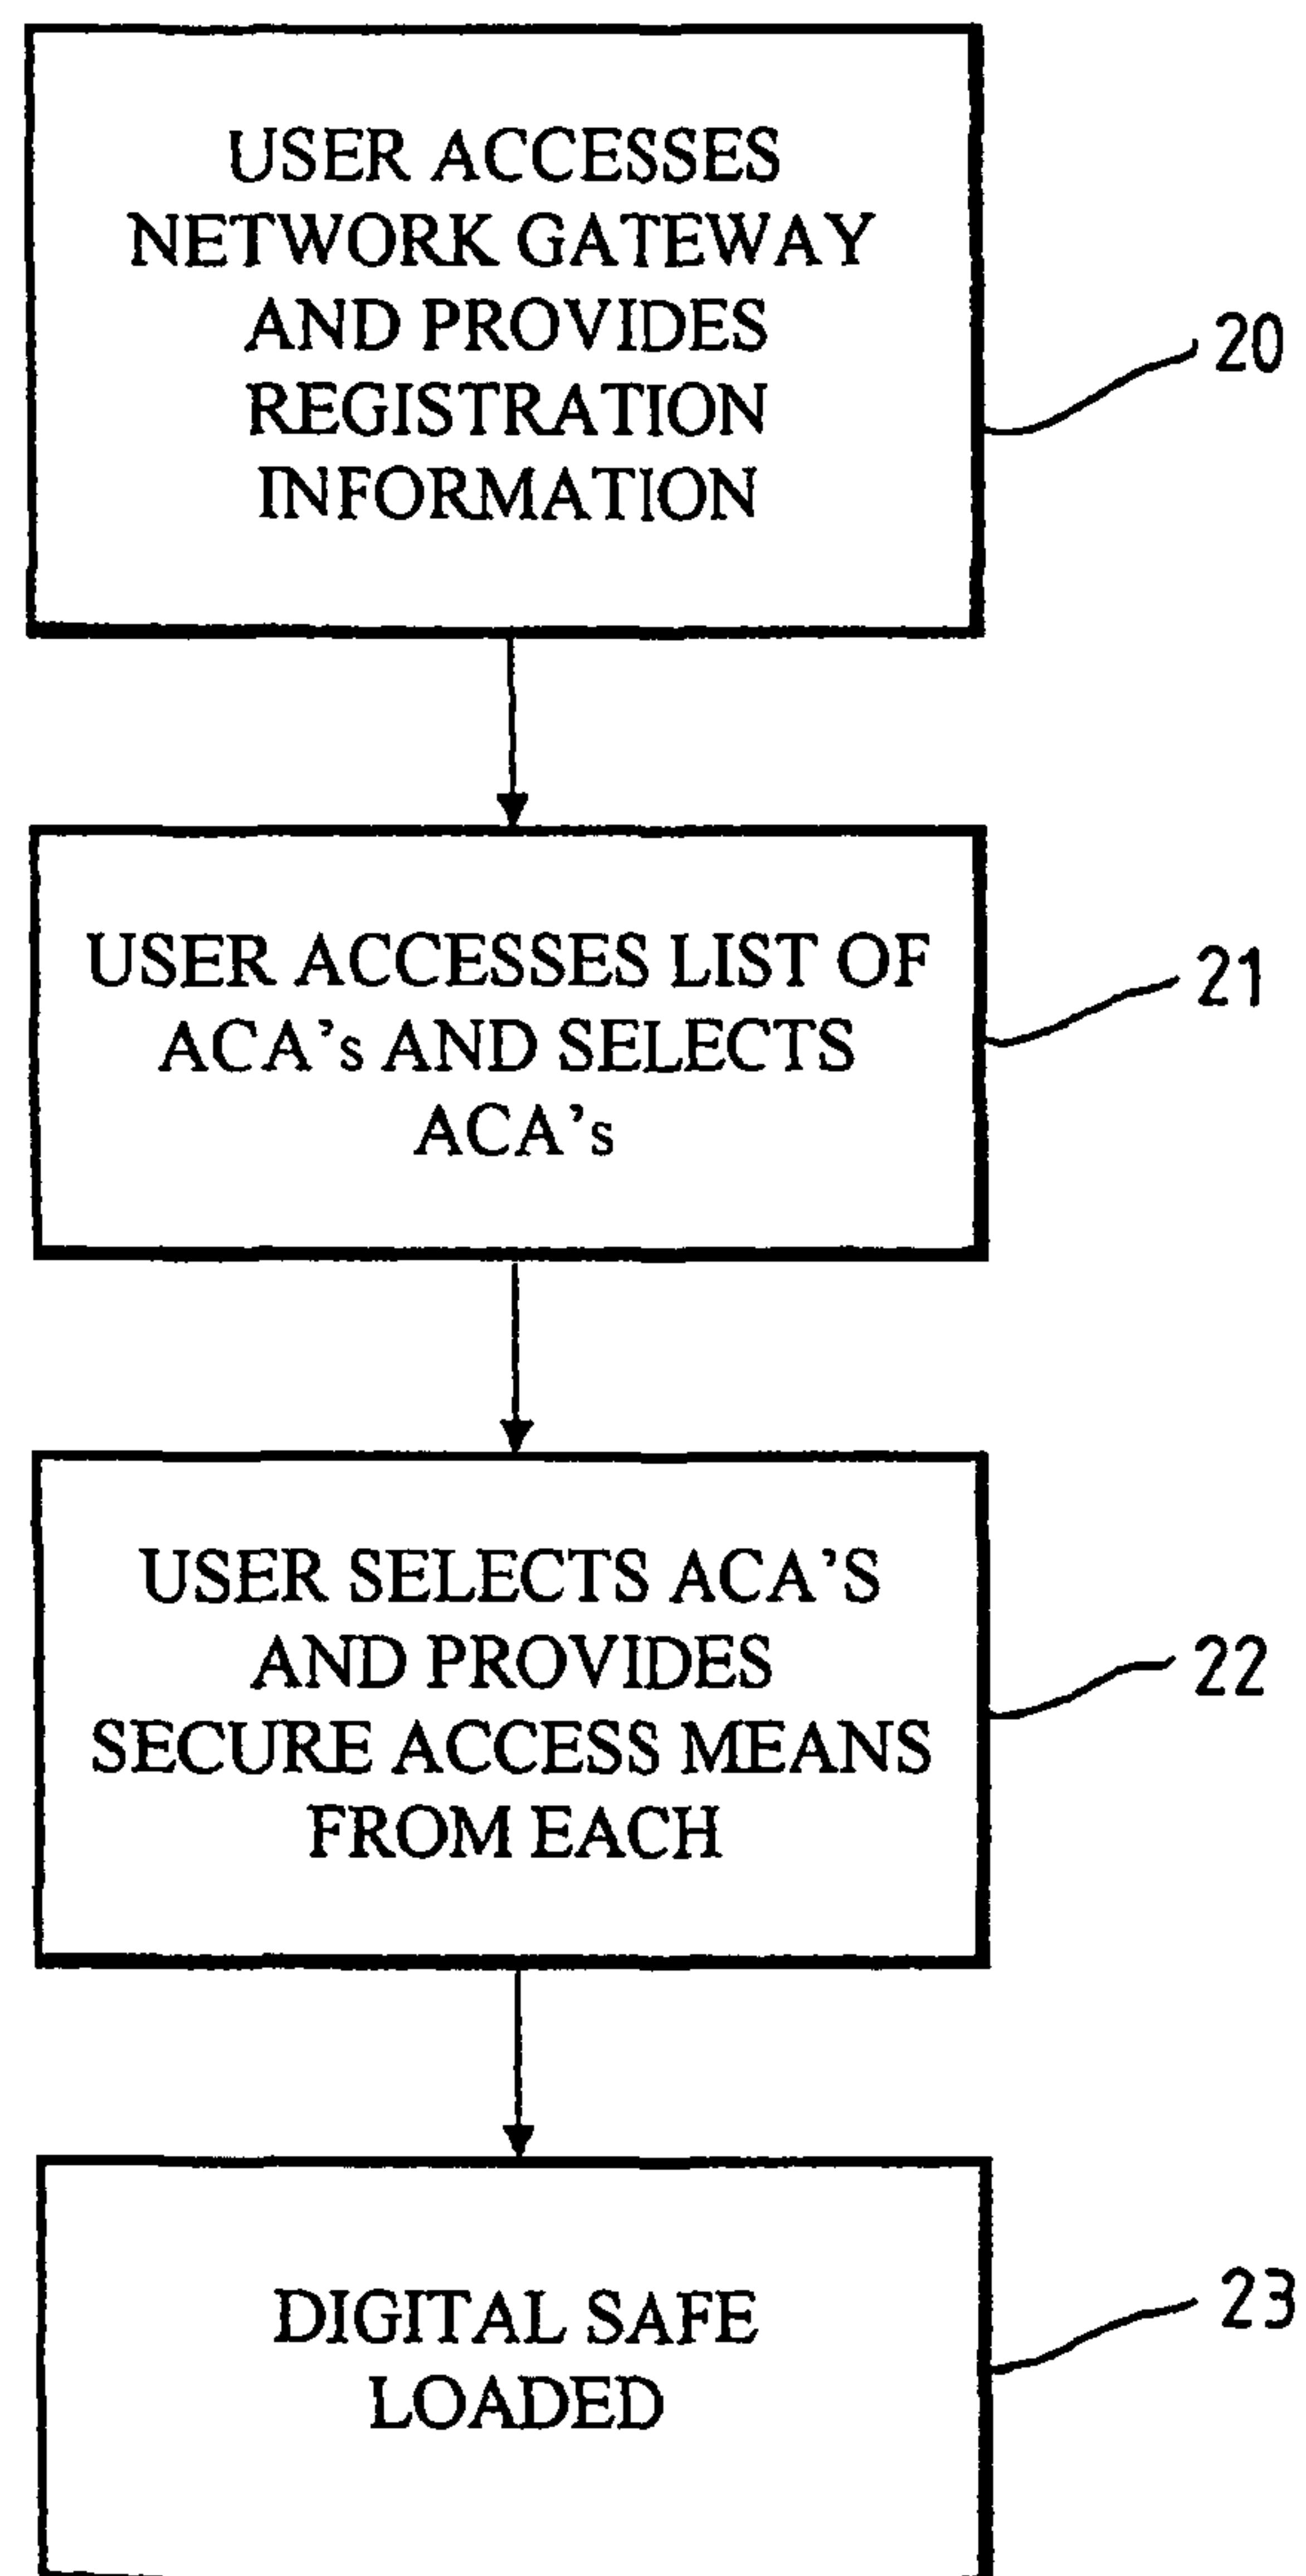 USER ACCESSES
NETWORK GATEWAY
AND PROVIDES
REGISTRATION
INFORMATION
20
USER ACCESSES LIST OF
ACA's AND SELECTS
ACA's
21
USER SELECTS ACA'S
AND PROVIDES
SECURE ACCESS MEANS
FROM EACH
22
DIGITAL SAFE
LOADED
23